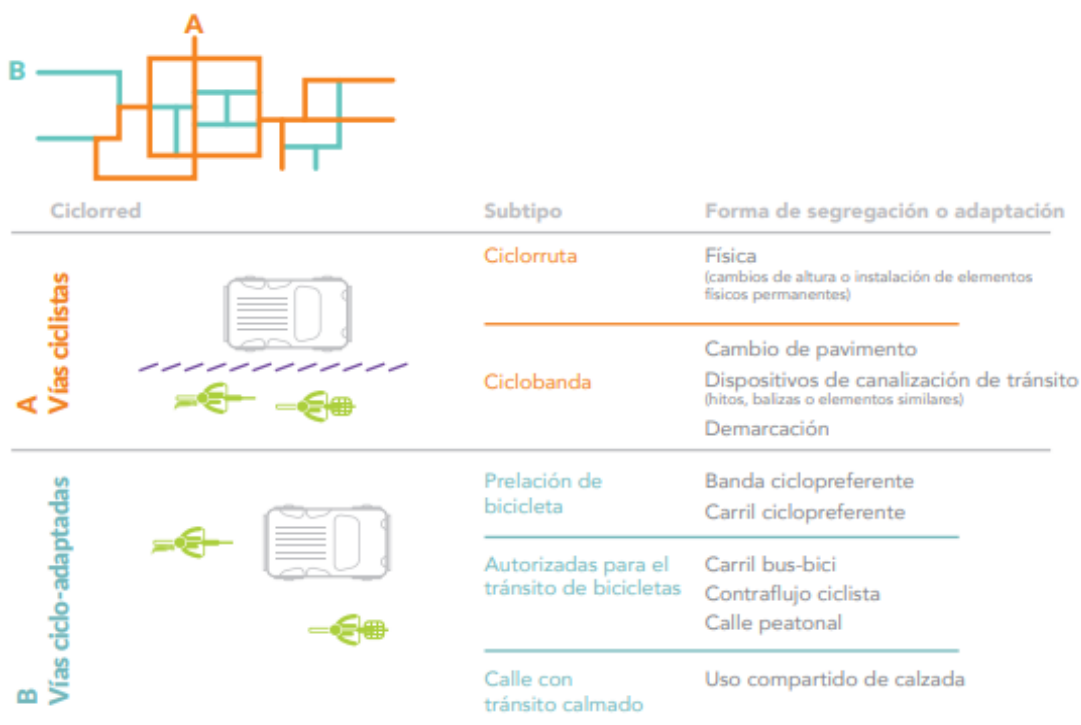 A
B
Ciclorred
Subtipo
Forma de segregación o adaptación
A
Vías ciclistas
Ciclorruta
Física
(cambios de altura o instalación de elementos
físicos permanentes)
Ciclobanda
Cambio de pavimento
Dispositivos de canalización de tránsito
(hitos, balizas o elementos similares)
Demarcación
B
Vías ciclo-adaptadas
Prelación de
bicicleta
Banda ciclopreferente
Carril ciclopreferente
Autorizadas para el
tránsito de bicicletas
Carril bus-bici
Contraflujo ciclista
Calle peatonal
Calle con
tránsito calmado
Uso compartido de calzada